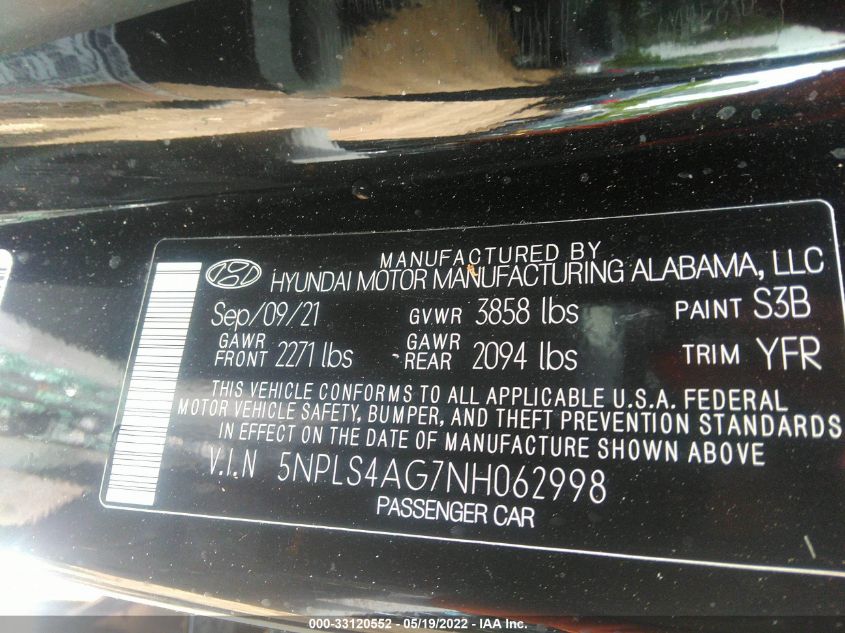 MANUFACTURED BY
HYUNDAI MOTOR MANUFACTURING ALABAMA, LLC
Sep/09/21 GVWR 3858 lbs PAINT S3B
GAWR FRONT 2271 lbs GAWR REAR 2094 lbs TRIM YFR
THIS VEHICLE CONFORMS TO ALL APPLICABLE U.S.A. FEDERAL
MOTOR VEHICLE SAFETY, BUMPER, AND THEFT PREVENTION STANDARDS
IN EFFECT ON THE DATE OF MANUFACTURE SHOWN ABOVE
V.I.N 5NPLS4AG7NH062998
PASSENGER CAR
000-33120552 - 05/19/2022 - IAA Inc.